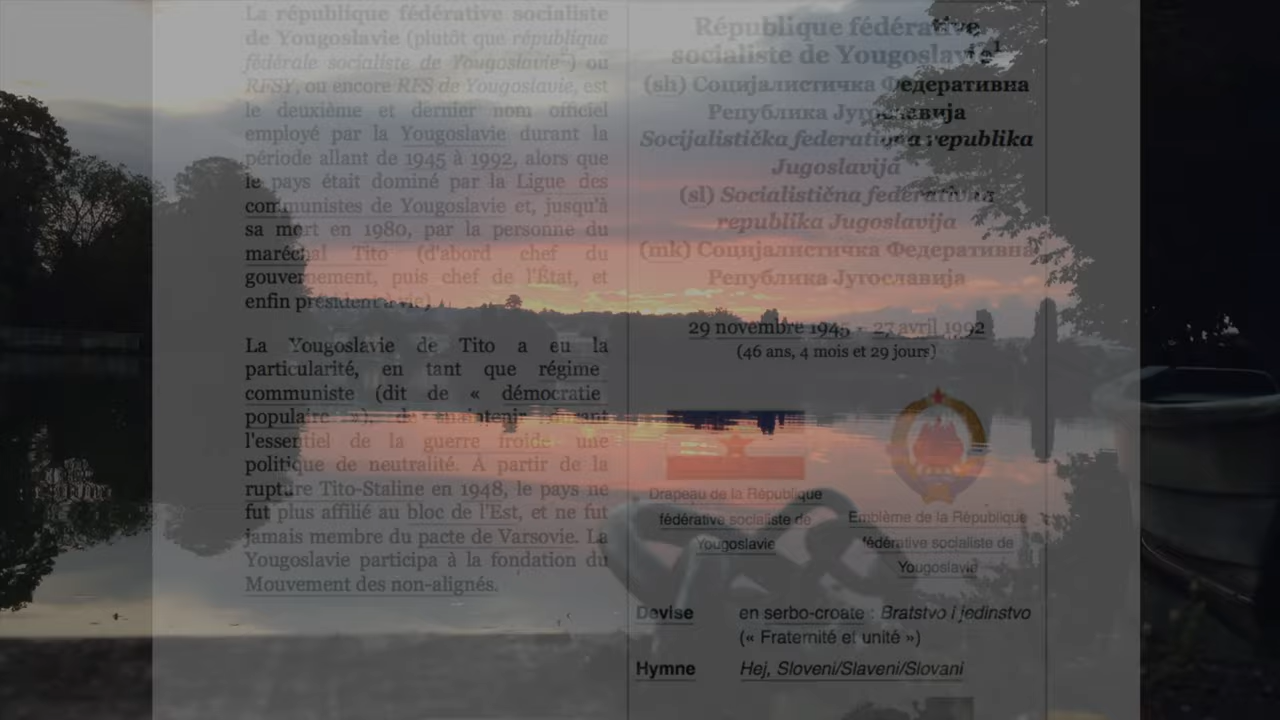 La république fédérative socialiste
de Yougoslavie (plutôt que république
fédérale socialiste de Yougoslavie") ou
RFSY, ou encore RFS de Yougoslavie, est
le deuxième et dernier nom officiel
employé par la Yougoslavie durant la
période allant de 1945 à 1992, alors que
le pays était dominé par la Ligue des
communistes de Yougoslavie et, jusqu'à
sa mort en 1980, par la personne du
maréchal Tito (d'abord chef du
gouvernement, puis chef de l'État, et
enfin président à vie).
La Yougoslavie de Tito a eu la
particularité, en tant que régime
communiste (dit de « démocratie
populaire »), de maintenir durant
l'essentiel de la guerre froide une
politique de neutralité. À partir de la
rupture Tito-Staline en 1948, le pays ne
fut plus affilié au bloc de l'Est, et ne fut
jamais membre du pacte de Varsovie. La
Yougoslavie participa à la fondation du
Mouvement des non-alignés.
République fédérative
socialiste de Yougoslavie¹
(sh) Социјалистичка Федеративна
Република Југославија
Socijalistička federativna republika
Jugoslavija
(sl) Socialistična federativna
republika Jugoslavija
(mk) Социјалистичка Федеративна
Република Југославија
29 novembre 1945 – 27 avril 1992
(46 ans, 4 mois et 29 jours)
Drapeau de la République
fédérative socialiste de
Yougoslavie
Emblème de la République
fédérative socialiste de
Yougoslavie
Devise en serbo-croate : Bratstvo i jedinstvo
(« Fraternité et unité »)
Hymne Hej, Sloveni/Slaveni/Slovani